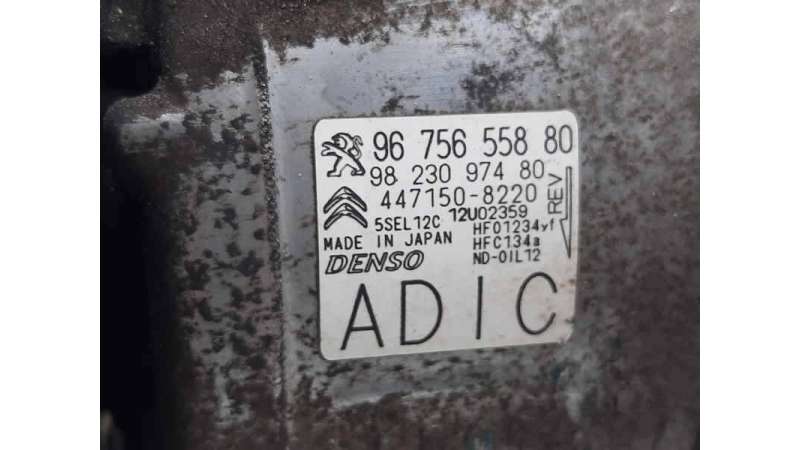 96 756 558 80
98 230 974 80
447150-8220
5SEL12C 12U02359
HFO1234yf
MADE IN JAPAN HFC134a
DENSO ND-OIL12
REV
ADIC